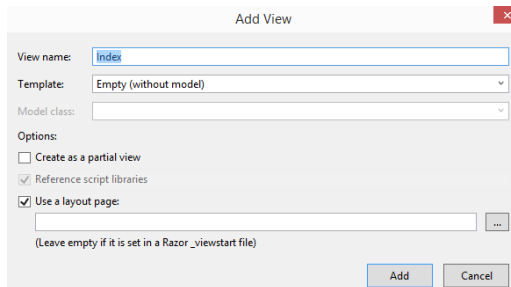 Add View
View name: Index
Template: Empty (without model)
Model class:
Options:
Create as a partial view
Reference script libraries
Use a layout page:
...
(Leave empty if it is set in a Razor _viewstart file)
Add Cancel